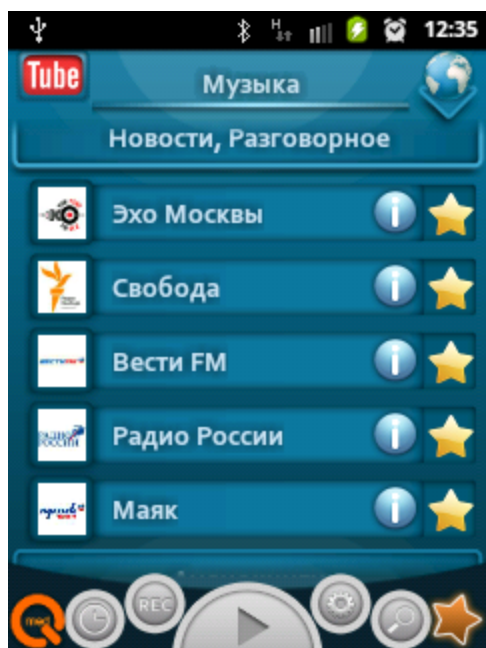 H
12:35
Tube
Музыка
Новости, Разговорное
Эхо Москвы
Свобода
Вести FM
Радио России
Маяк
REC